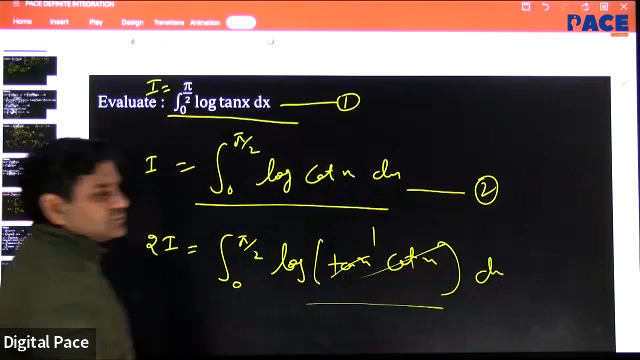 PACE DEFINITE INTEGRATION
Home Insert Play Design Transitions Animation
PACE
I=
Evaluate : ∫₀^{π/2} log tanx dx —— ①
I = ∫₀^{π/2} log cot x dx —— ②
2I = ∫₀^{π/2} log (tan x cot x) dx
1
Digital Pace